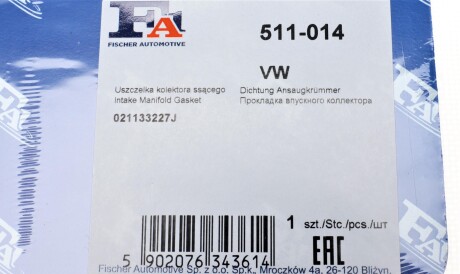 FA
FISCHER AUTOMOTIVE
511-014
VW
Uszczelka kolektora ssącego
Dichtung Ansaugkrümmer
Intake Manifold Gasket
Прокладка впускного коллектора
021133227J
1 szt./Stc./pcs./шт
5 902076 343614
EAC
Fischer Automotive Sp. z o.o. Sp.k., Mroczków 4a, 26-120 Bliżyn,